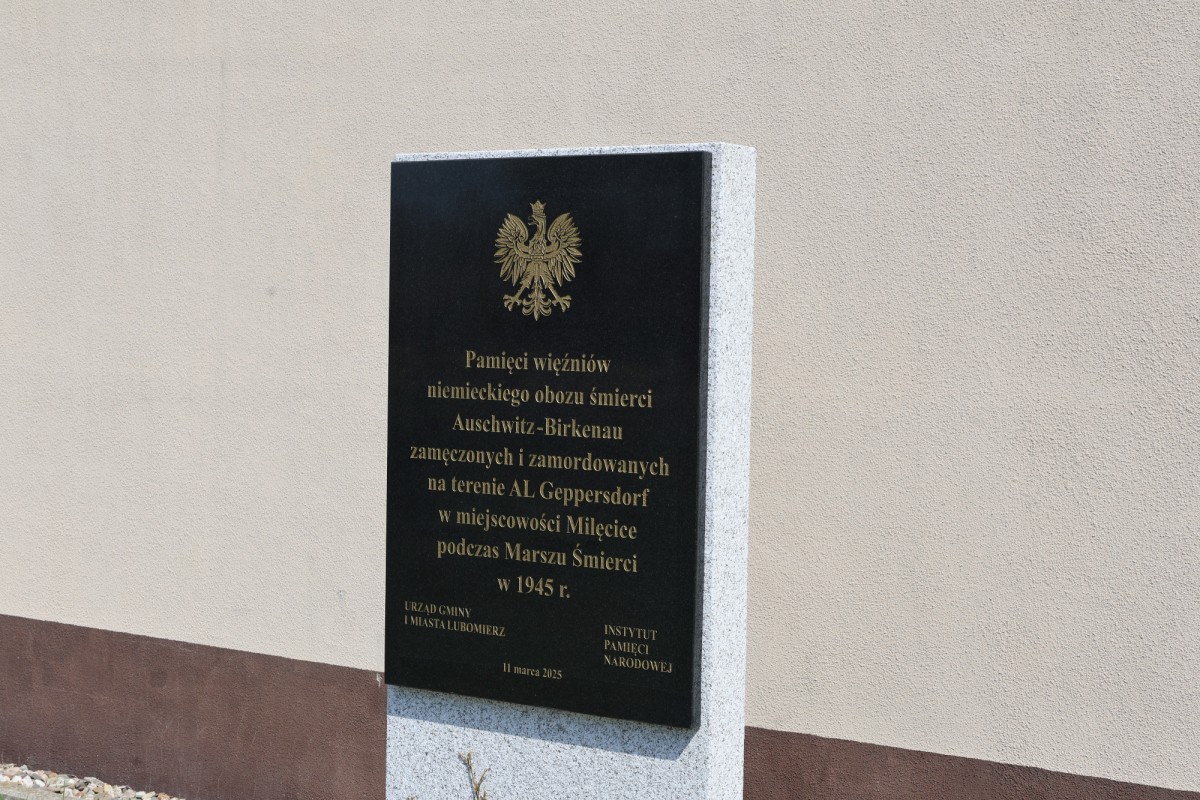 Pamięci więźniów
niemieckiego obozu śmierci
Auschwitz-Birkenau
zamęczonych i zamordowanych
na terenie AL Geppersdorf
w miejscowości Milęcice
podczas Marszu Śmierci
w 1945 r.
URZĄD GMINY
I MIASTA LUBOMIERZ
INSTYTUT
PAMIĘCI
NARODOWEJ
11 marca 2025